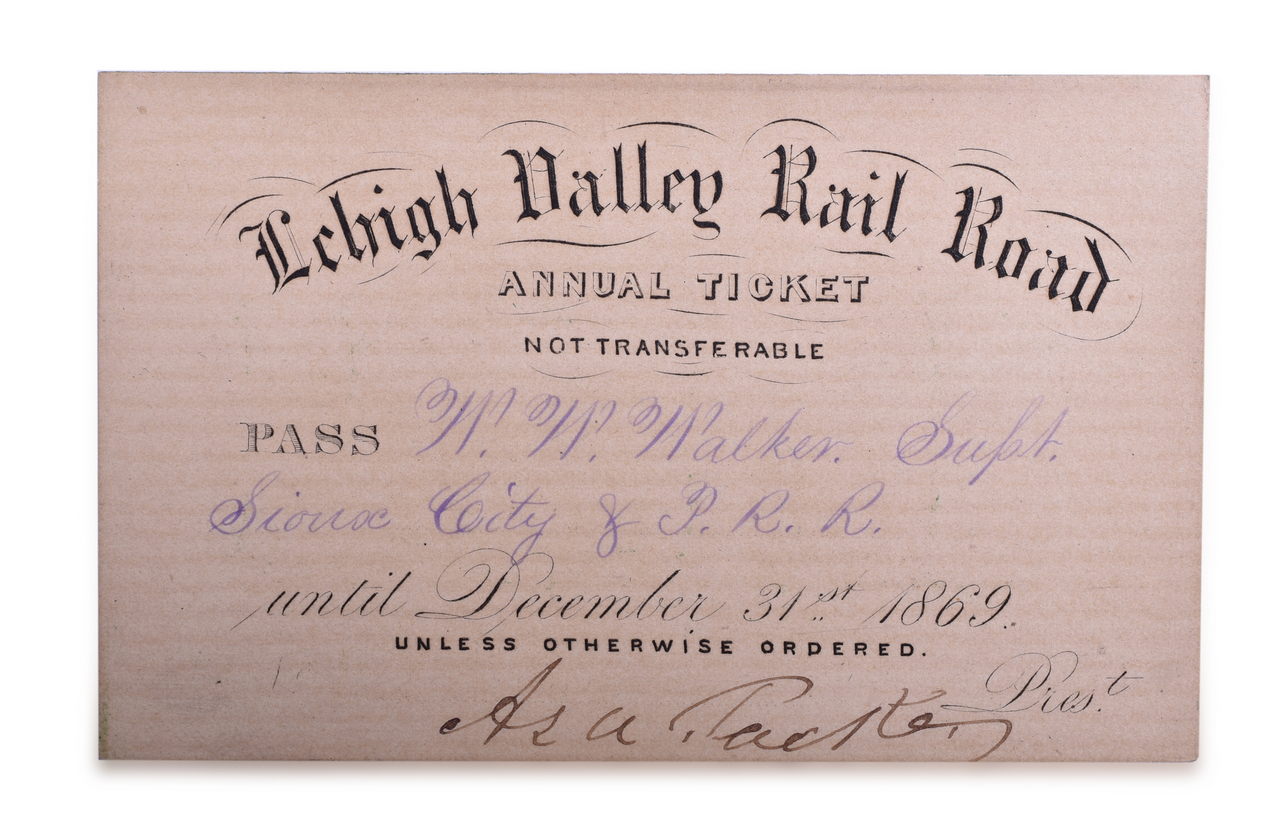 Lehigh Valley Rail Road
ANNUAL TICKET
NOT TRANSFERABLE
PASS W. W. Walker. Supt.
Sioux City & P. R. R.
until December 31st 1869.
UNLESS OTHERWISE ORDERED.
Asa Packer Pres.t